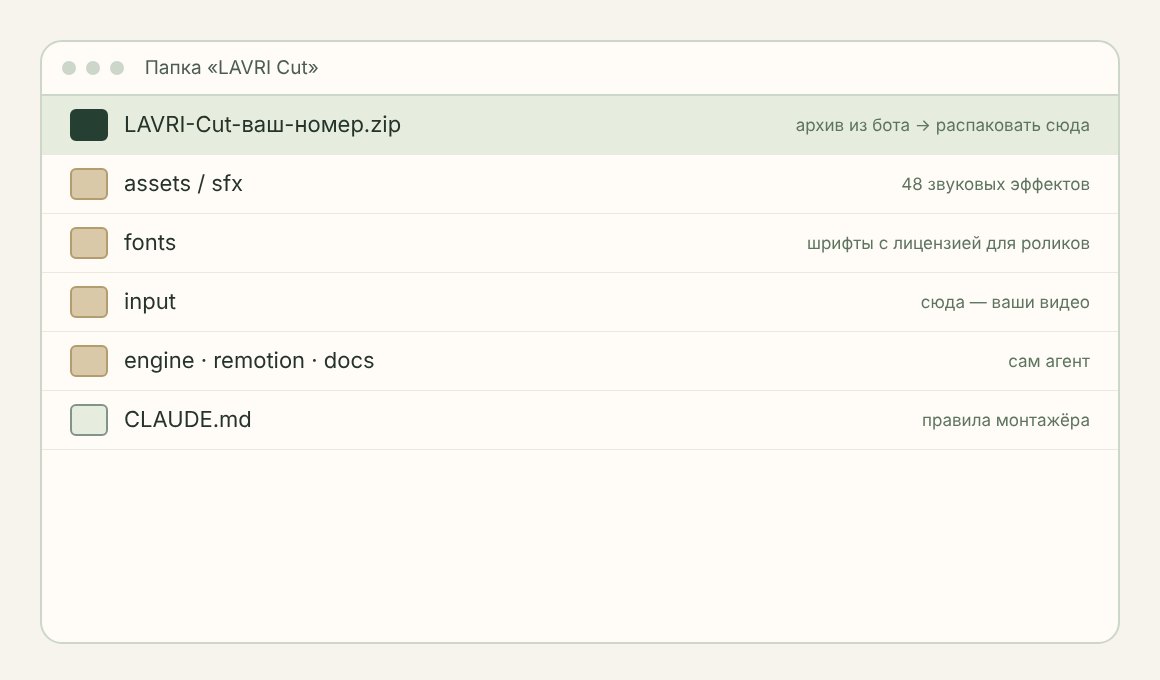 Папка «LAVRI Cut»
LAVRI-Cut-ваш-номер.zip архив из бота → распаковать сюда
assets / sfx 48 звуковых эффектов
fonts шрифты с лицензией для роликов
input сюда — ваши видео
engine · remotion · docs сам агент
CLAUDE.md правила монтажёра